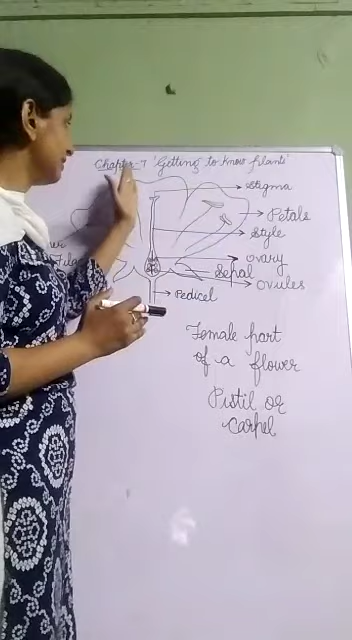 Chapter-7 'Getting to know plants'
Stigma
Petals
Style
ovary
Sepal
ovules
Pedicel
Female part
of a flower
Pistil or
Carpel